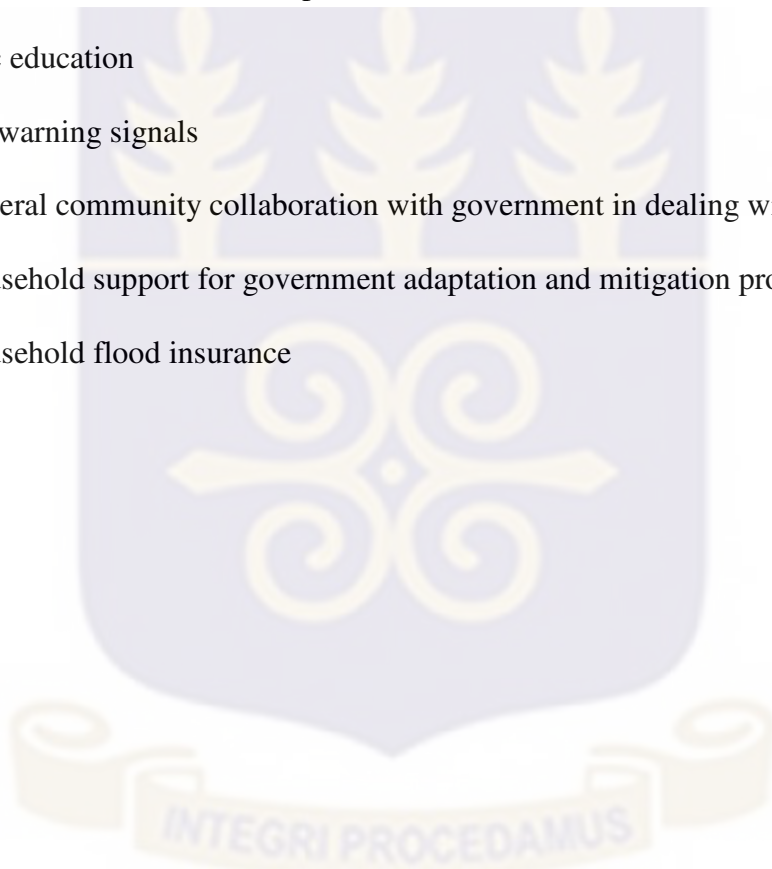 education
warning signals
eral community collaboration with government in dealing
sehold support for government adaptation and mitigation
sehold flood insurance
INTEGRI PROCEDAMUS